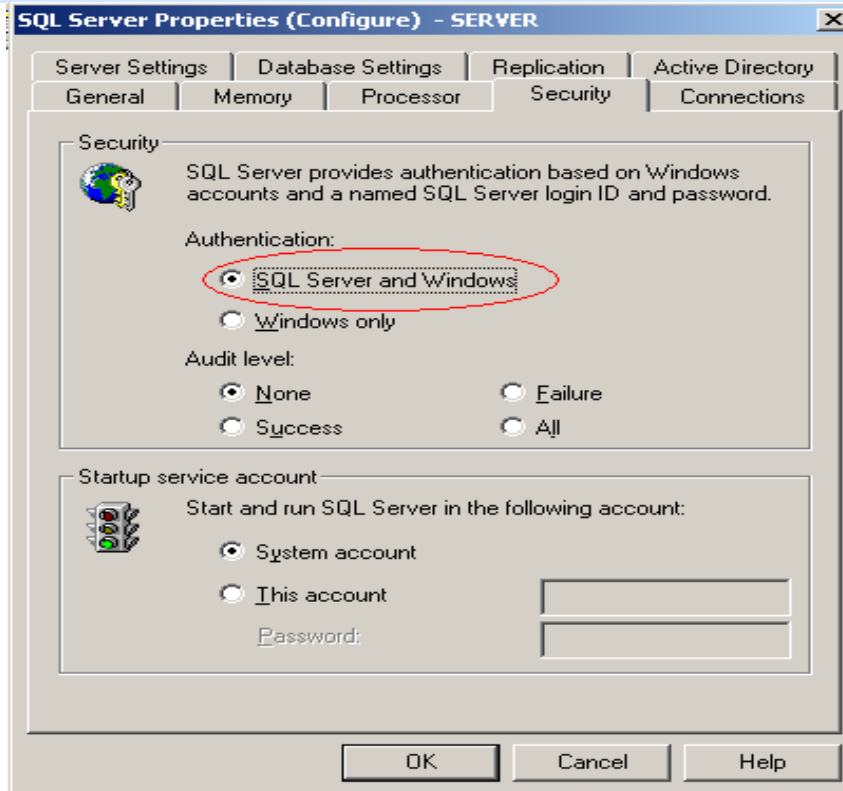 SQL Server Properties (Configure) - SERVER
Server Settings
Database Settings
Replication
Active Directory
General
Memory
Processor
Security
Connections
Security
SQL Server provides authentication based on Windows
accounts and a named SQL Server login ID and password.
Authentication:
SQL Server and Windows
Windows only
Audit level:
None
Failure
Success
All
Startup service account
Start and run SQL Server in the following account:
System account
This account
Password:
OK
Cancel
Help